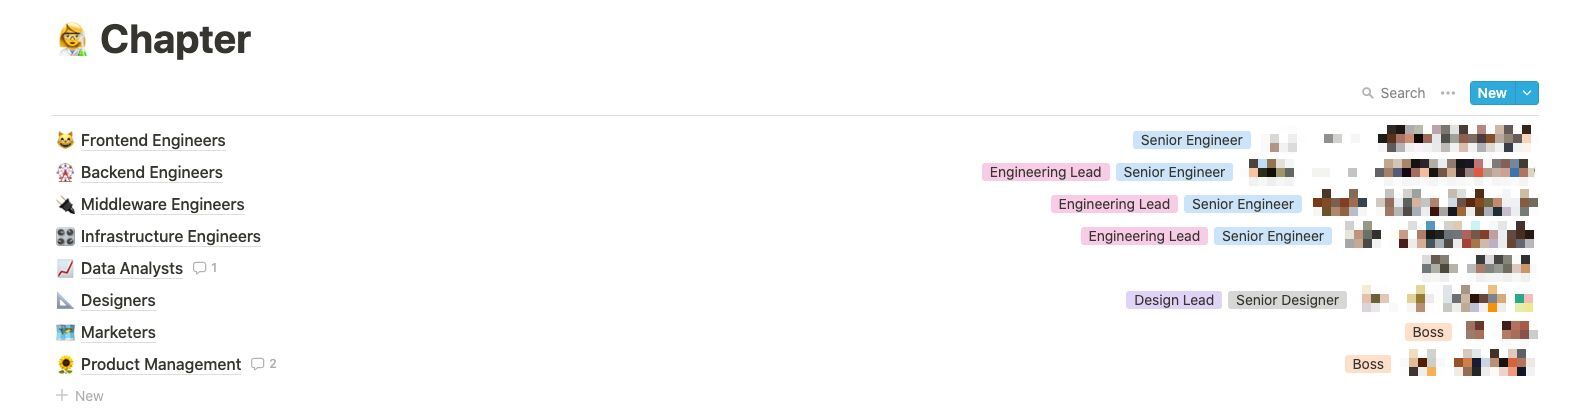 Chapter
Search ••• New
Frontend Engineers Senior Engineer
Backend Engineers Engineering Lead Senior Engineer
Middleware Engineers Engineering Lead Senior Engineer
Infrastructure Engineers Engineering Lead Senior Engineer
Data Analysts 1
Designers Design Lead Senior Designer
Marketers Boss
Product Management 2 Boss
+ New